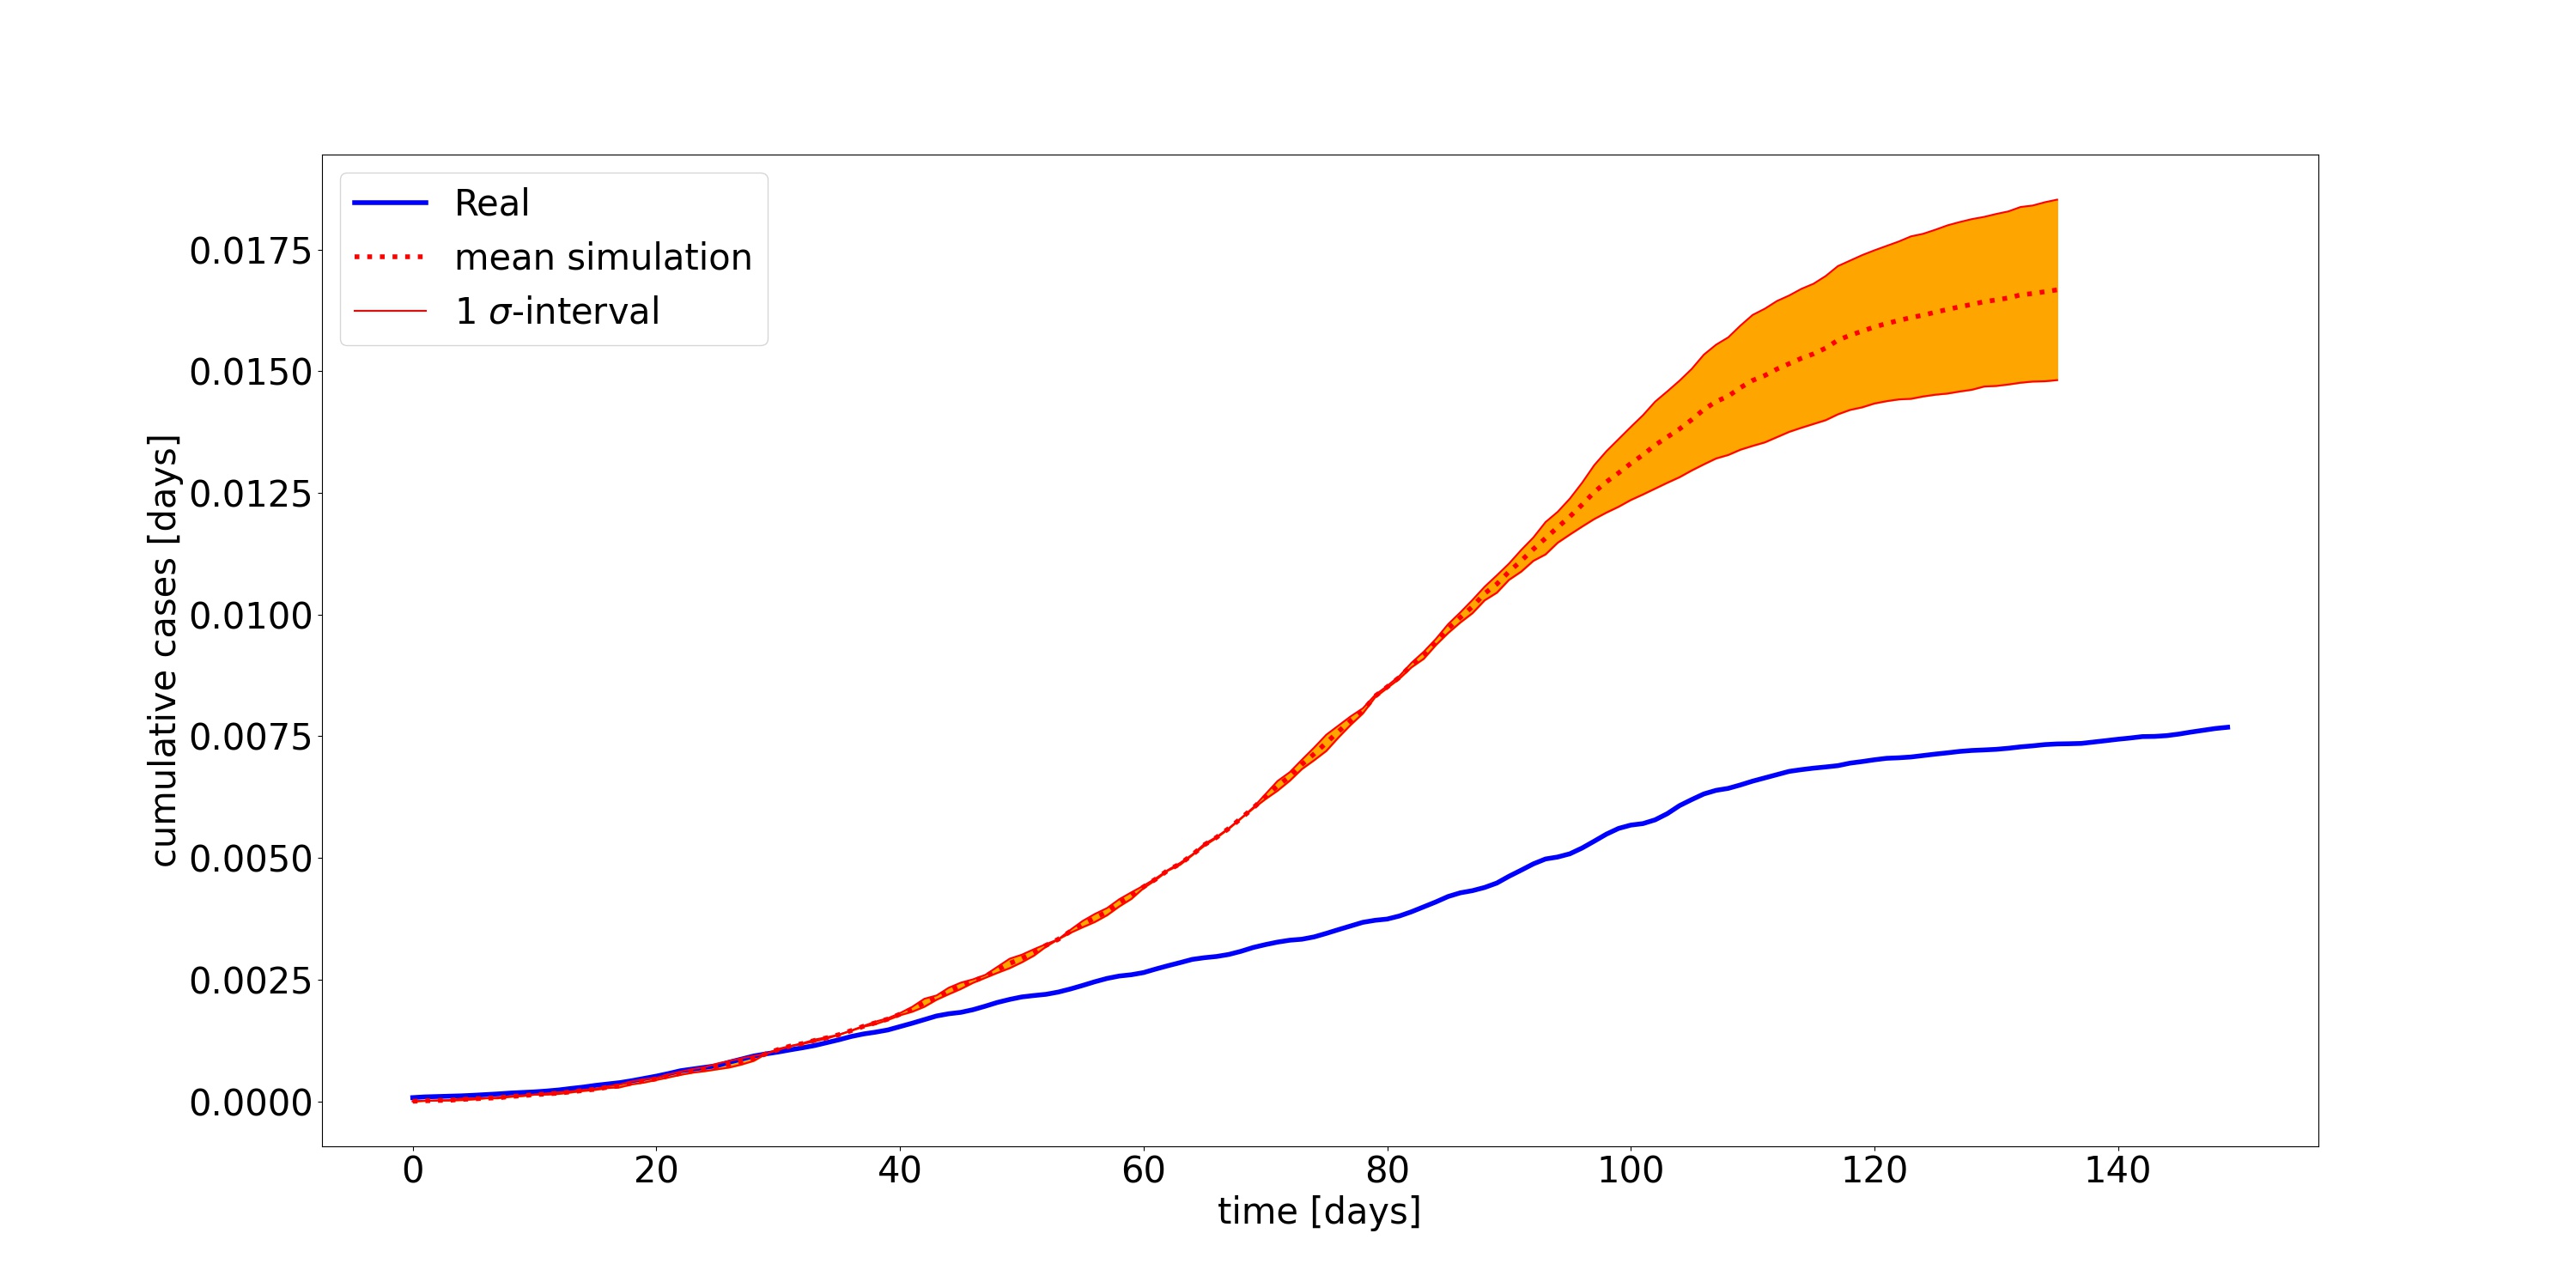 Real
mean simulation
1 σ-interval
cumulative cases [days]
0.0175
0.0150
0.0125
0.0100
0.0075
0.0050
0.0025
0.0000
0 20 40 60 80 100 120 140
time [days]